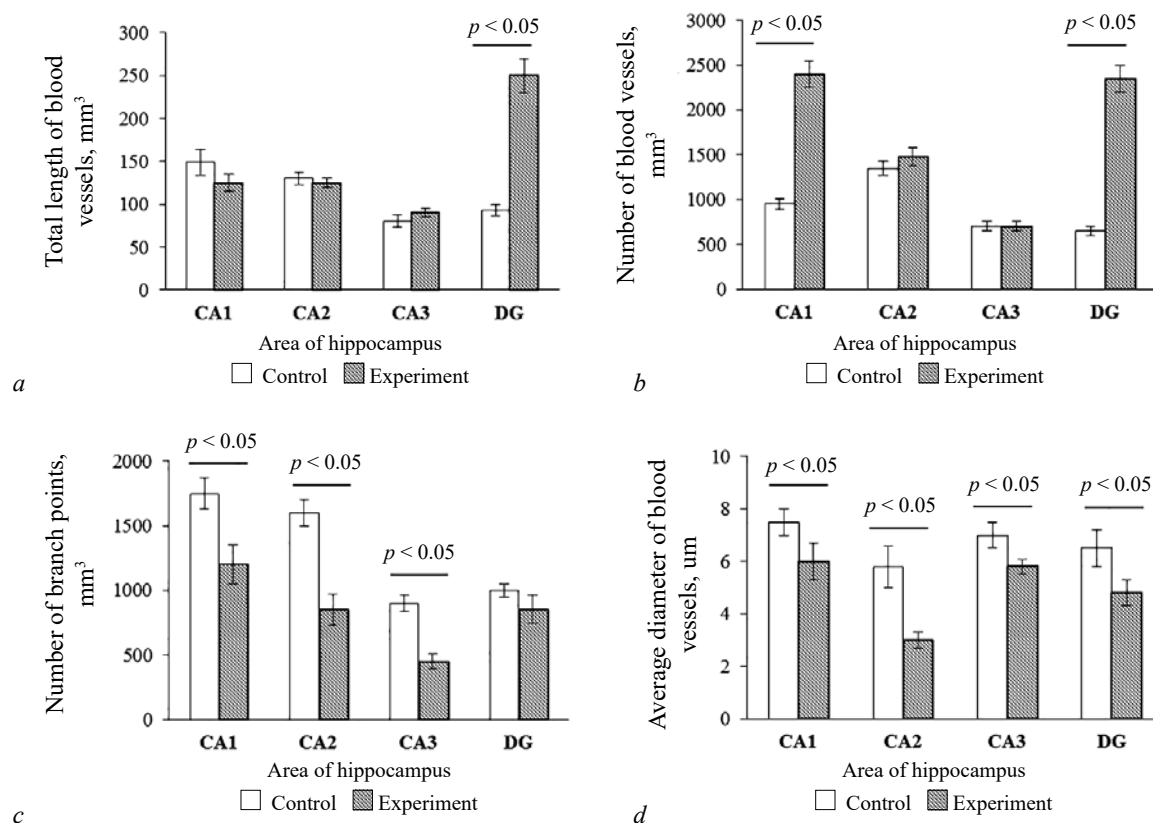 Total length of blood
vessels, mm³
300
250
200
150
100
50
0
p < 0.05
CA1 CA2 CA3 DG
Area of hippocampus
Control Experiment
a
Number of blood vessels,
mm³
3000
2500
2000
1500
1000
500
0
p < 0.05 p < 0.05
CA1 CA2 CA3 DG
Area of hippocampus
Control Experiment
b
Number of branch points,
mm³
2000
1500
1000
500
0
p < 0.05
p < 0.05
p < 0.05
CA1 CA2 CA3 DG
Area of hippocampus
Control Experiment
c
Average diameter of blood
vessels, um
10
8
6
4
2
0
p < 0.05
p < 0.05
p < 0.05
p < 0.05
CA1 CA2 CA3 DG
Area of hippocampus
Control Experiment
d